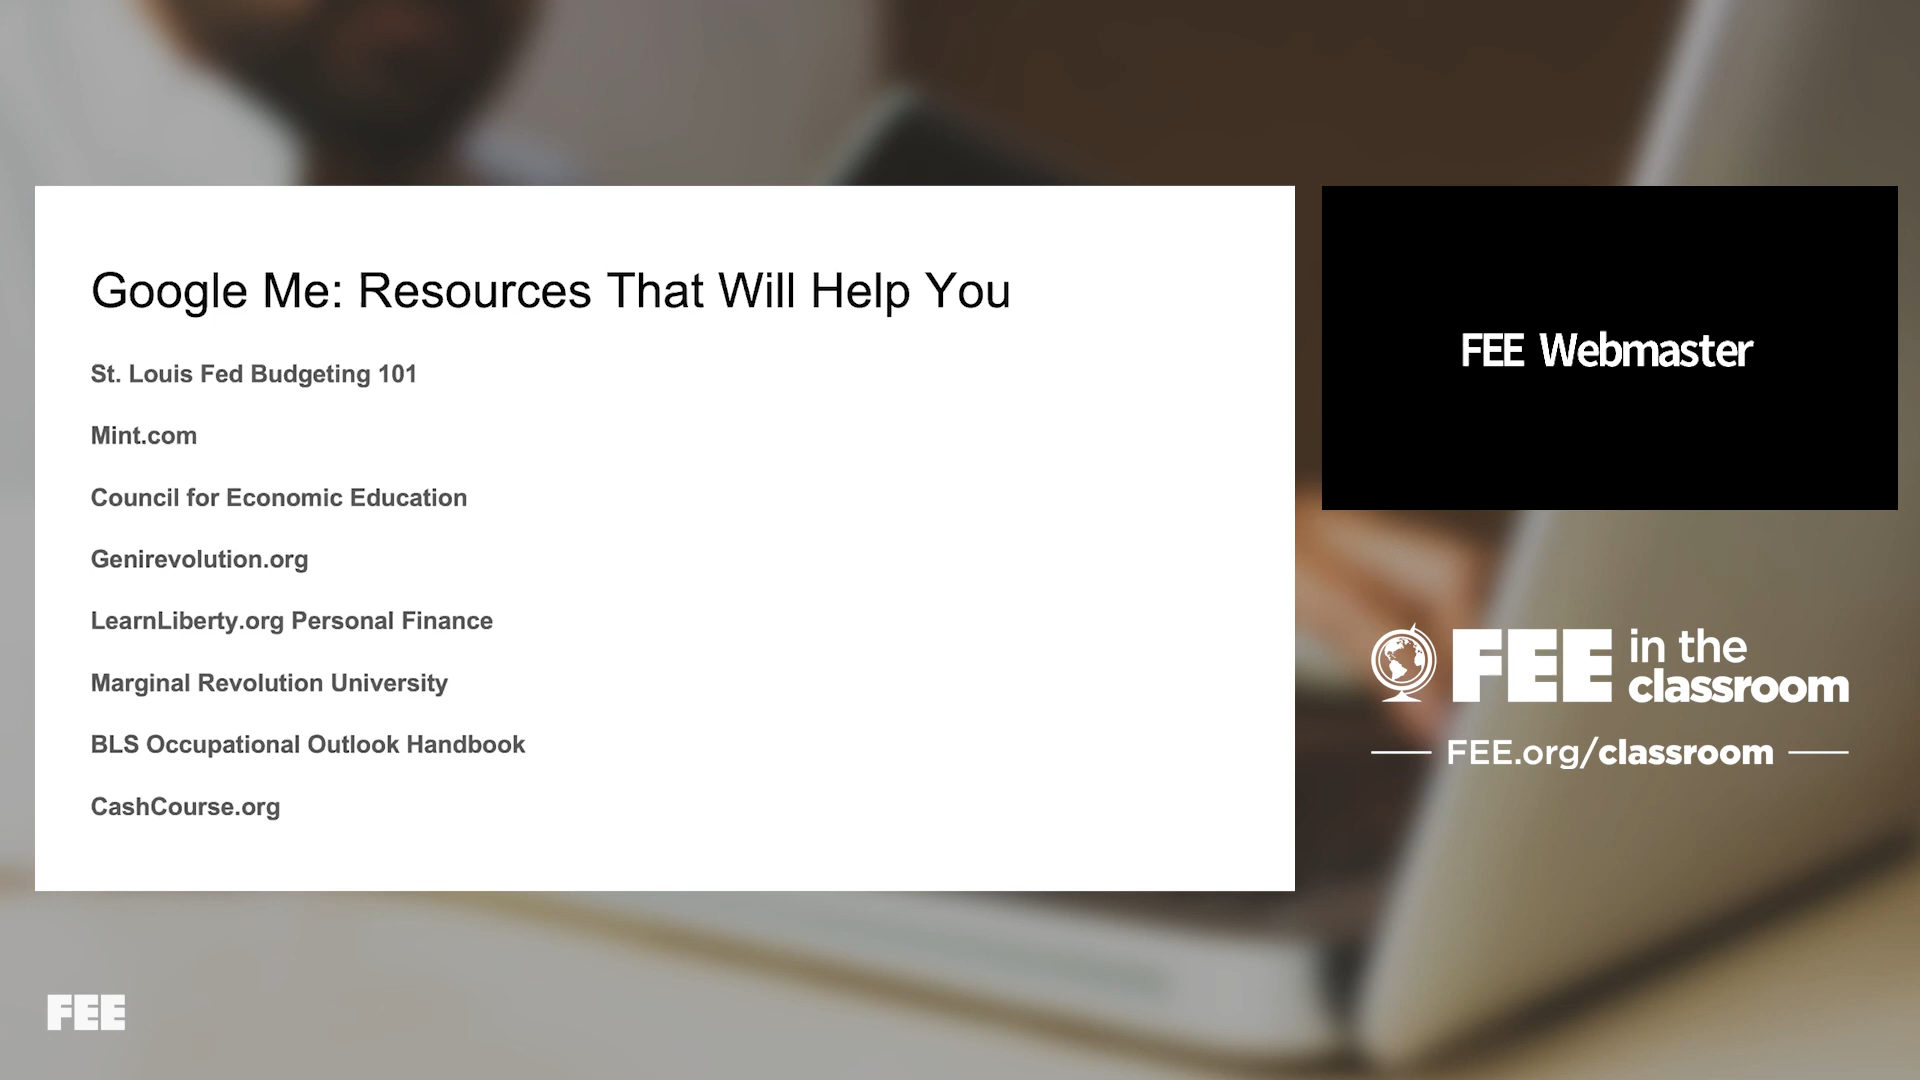 Google Me: Resources That Will Help You
St. Louis Fed Budgeting 101
Mint.com
Council for Economic Education
Genirevolution.org
LearnLiberty.org Personal Finance
Marginal Revolution University
BLS Occupational Outlook Handbook
CashCourse.org
FEE Webmaster
FEE in the
classroom
FEE.org/classroom
FEE